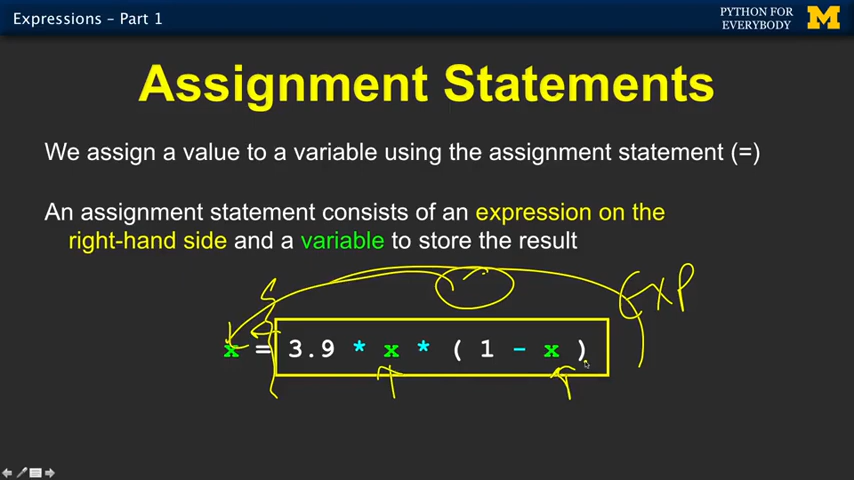 Expressions - Part 1
PYTHON FOR
EVERYBODY
M
Assignment Statements
We assign a value to a variable using the assignment statement (=)
An assignment statement consists of an expression on the
right-hand side and a variable to store the result
Exp
x = 3.9 * x * ( 1 - x )